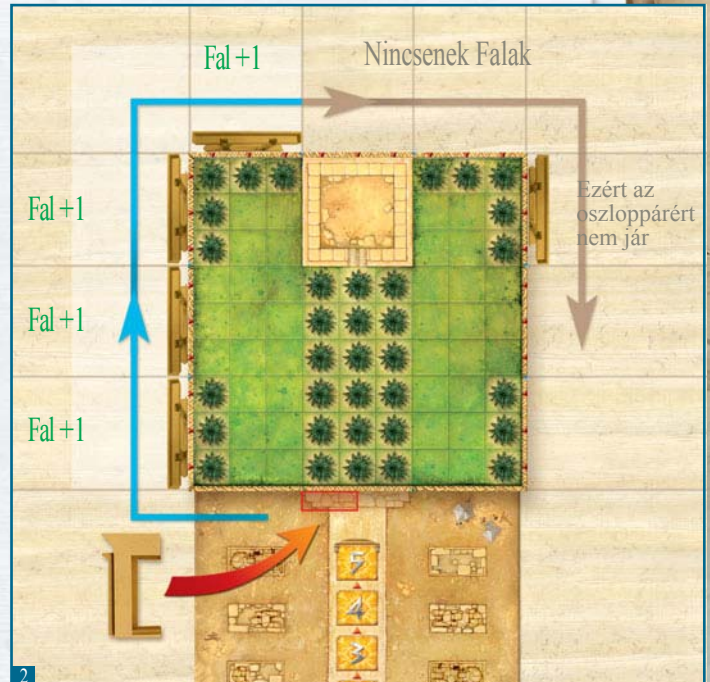 Fal +1
Nincsenek Falak
Fal +1
Ezért az
oszloppárért
nem jár
Fal +1
Fal +1
5
4
3
2